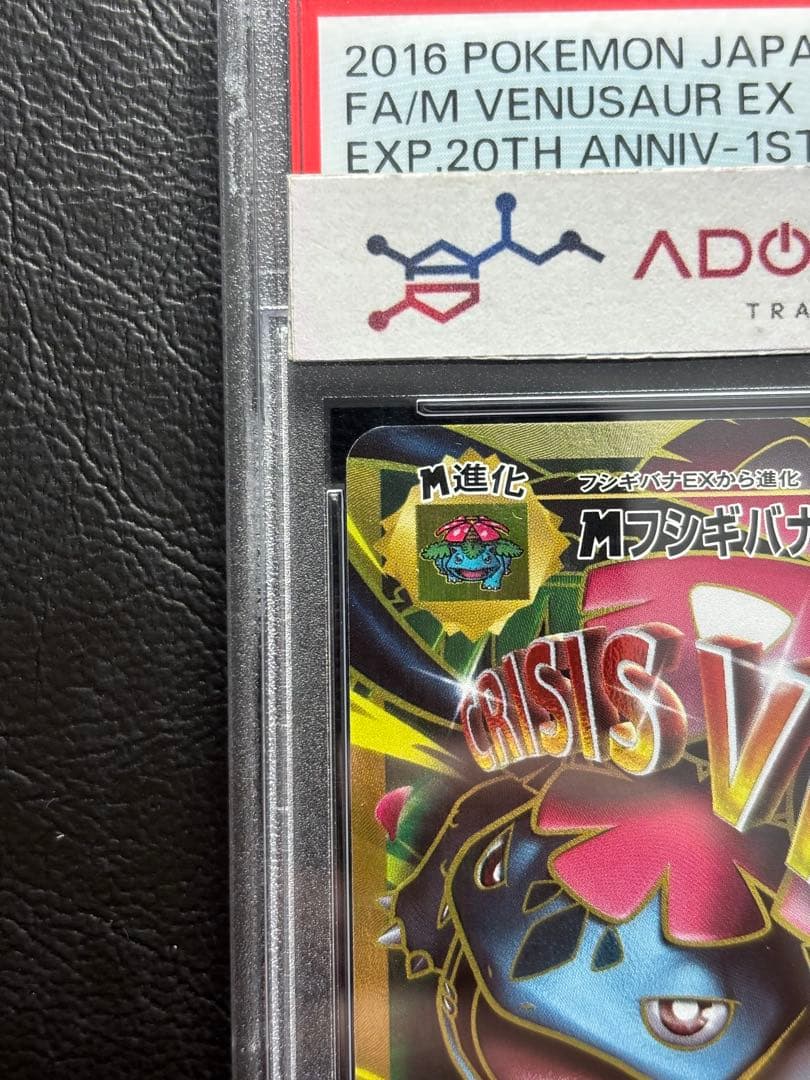 2016 POKEMON JAPA
FA/M VENUSAUR EX
EXP.20TH ANNIV-1ST
ADO
TRA
M進化
フシギバナEXから進化
Mフシギバナ
CRISIS V